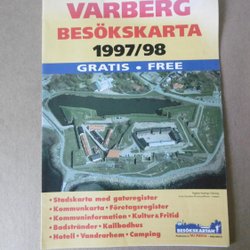 VARBERG
BESÖKSKARTA
1997/98
GRATIS • FREE
• Stadskarta med gaturegister
• Kommunkarta • Företagsregister
• Kommuninformation • Kultur & Fritid
• Badstränder • Kallbadhus
• Hotell • Vandrarhem • Camping
BESÖKSKARTAN